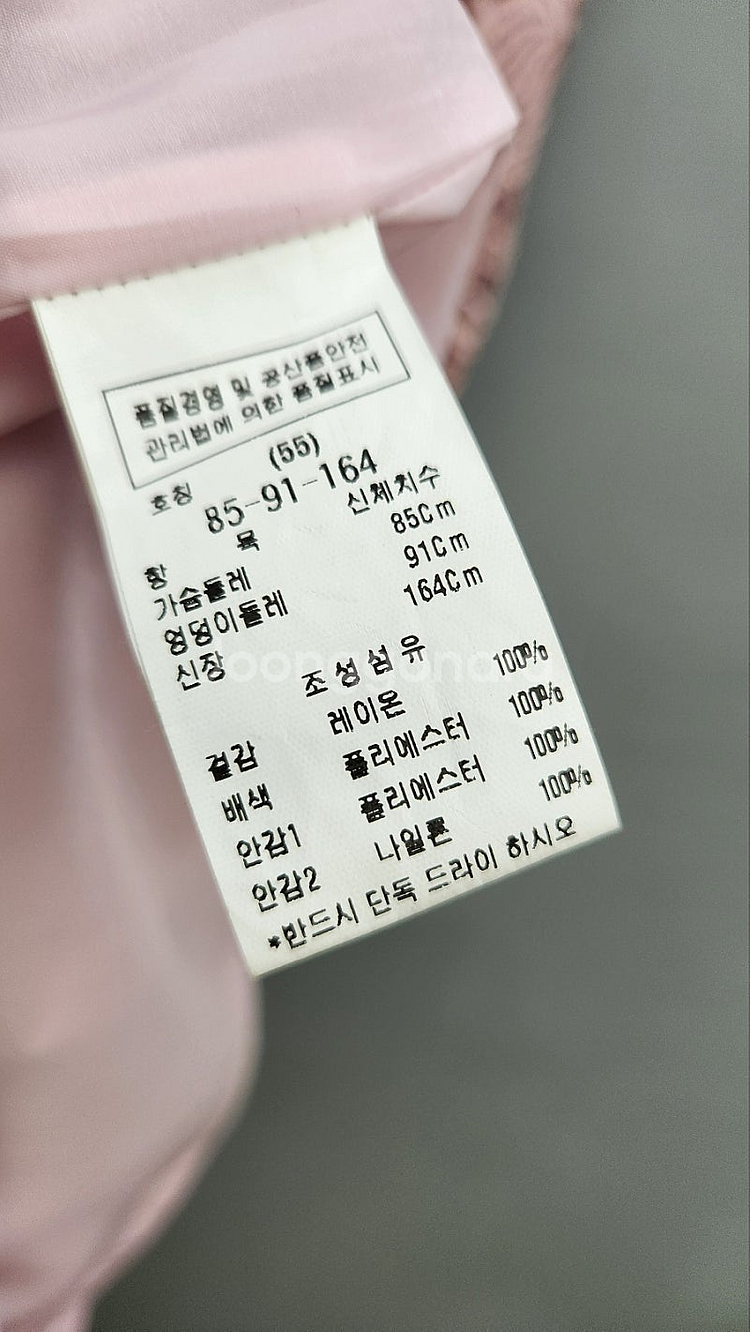 품질경영 및 공산품안전
관리법에 의한 품질표시
(55)
호칭 85-91-164
항 목 신체치수
가슴둘레 85Cm
엉덩이둘레 91Cm
신장 164Cm
조성섬유
겉감 레이온 100%
배색 폴리에스터 100%
안감1 폴리에스터 100%
안감2 나일론 100%
*반드시 단독 드라이 하시오
joonggonara